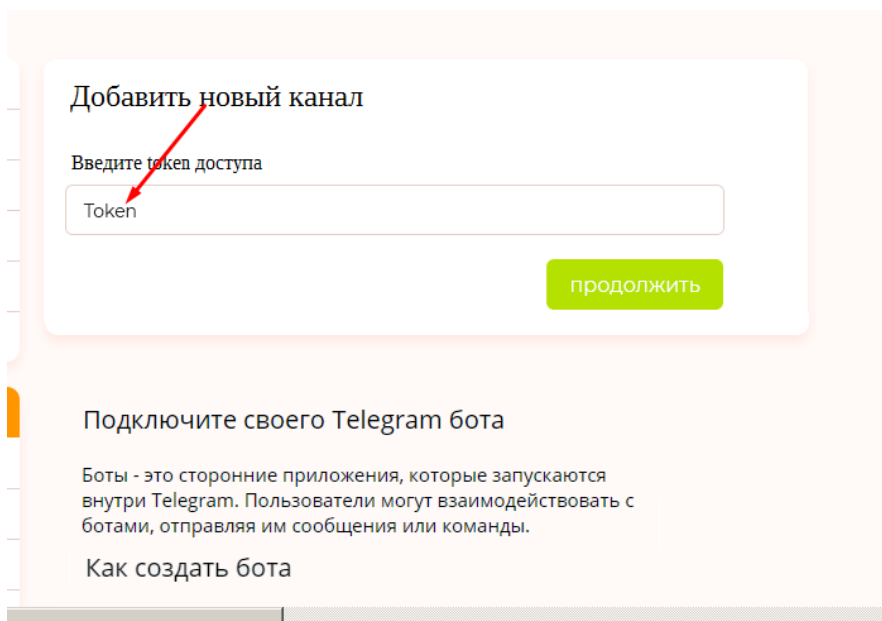 Добавить новый канал
Введите token доступа
Token
продолжить
Подключите своего Telegram бота
Боты - это сторонние приложения, которые запускаются
внутри Telegram. Пользователи могут взаимодействовать с
ботами, отправляя им сообщения или команды.
Как создать бота